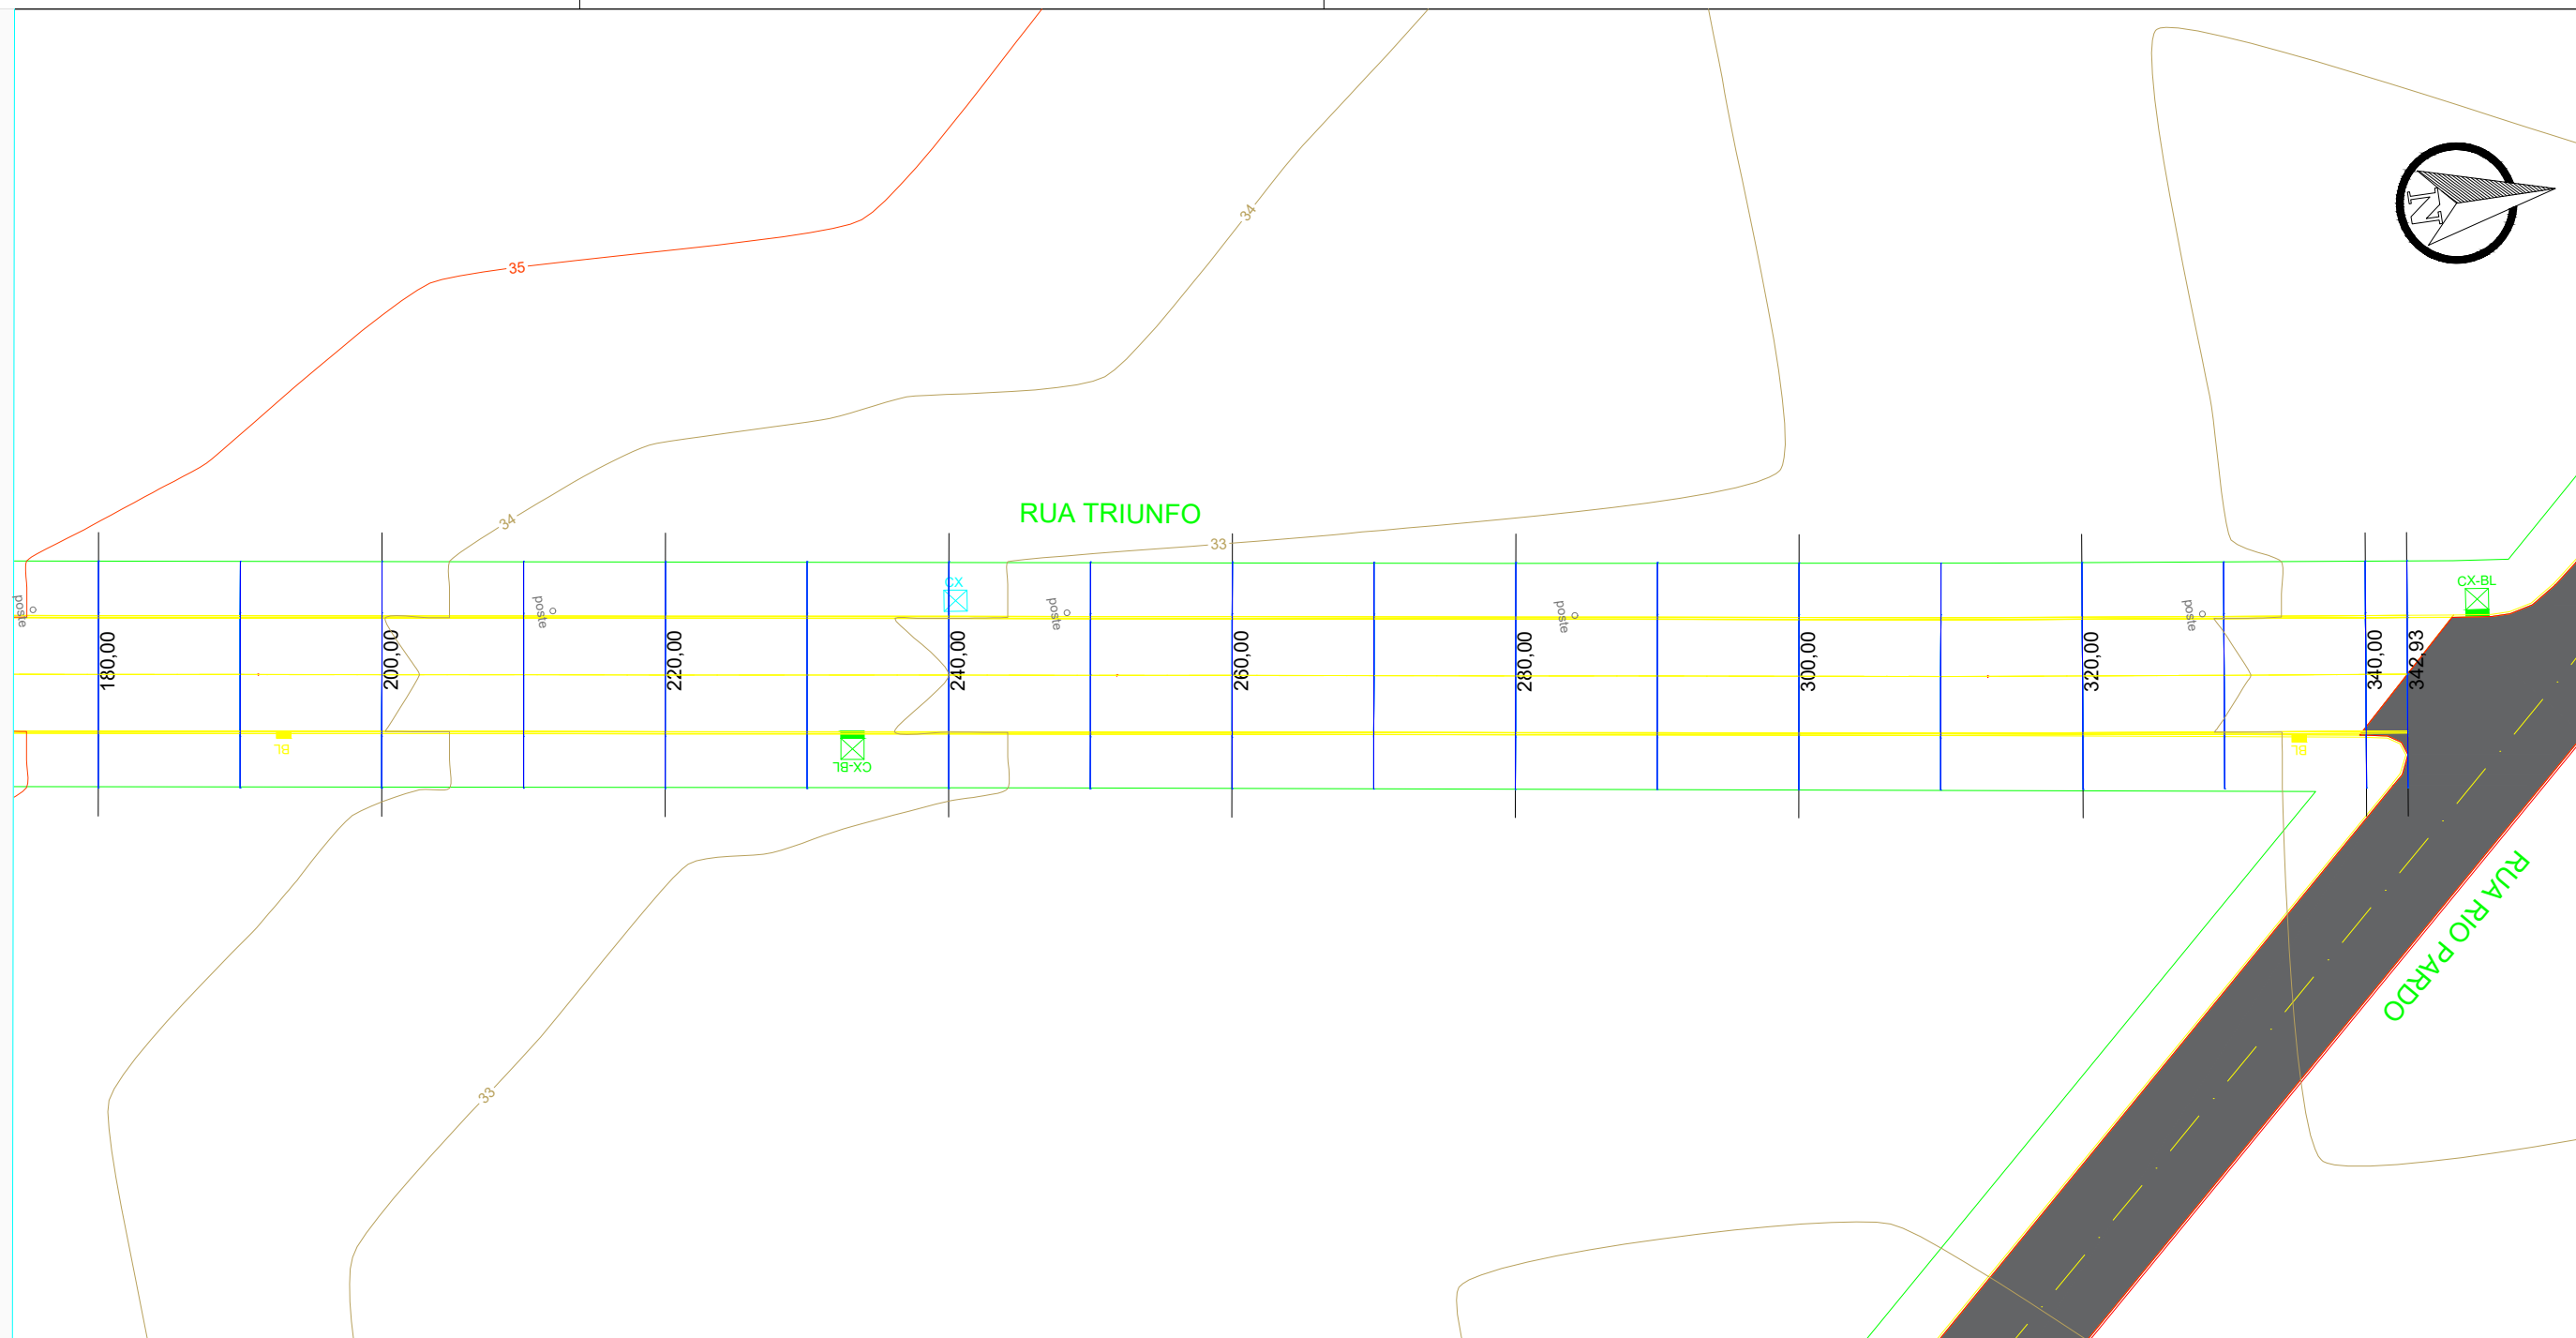 N
35
34
34
RUA TRIUNFO
33
CX
CX-BL
poste
poste
poste
poste
poste
180,00
200,00
220,00
240,00
260,00
280,00
300,00
320,00
340,00
342,93
BL
CX-BL
BL
RUA RIO PARDO
33